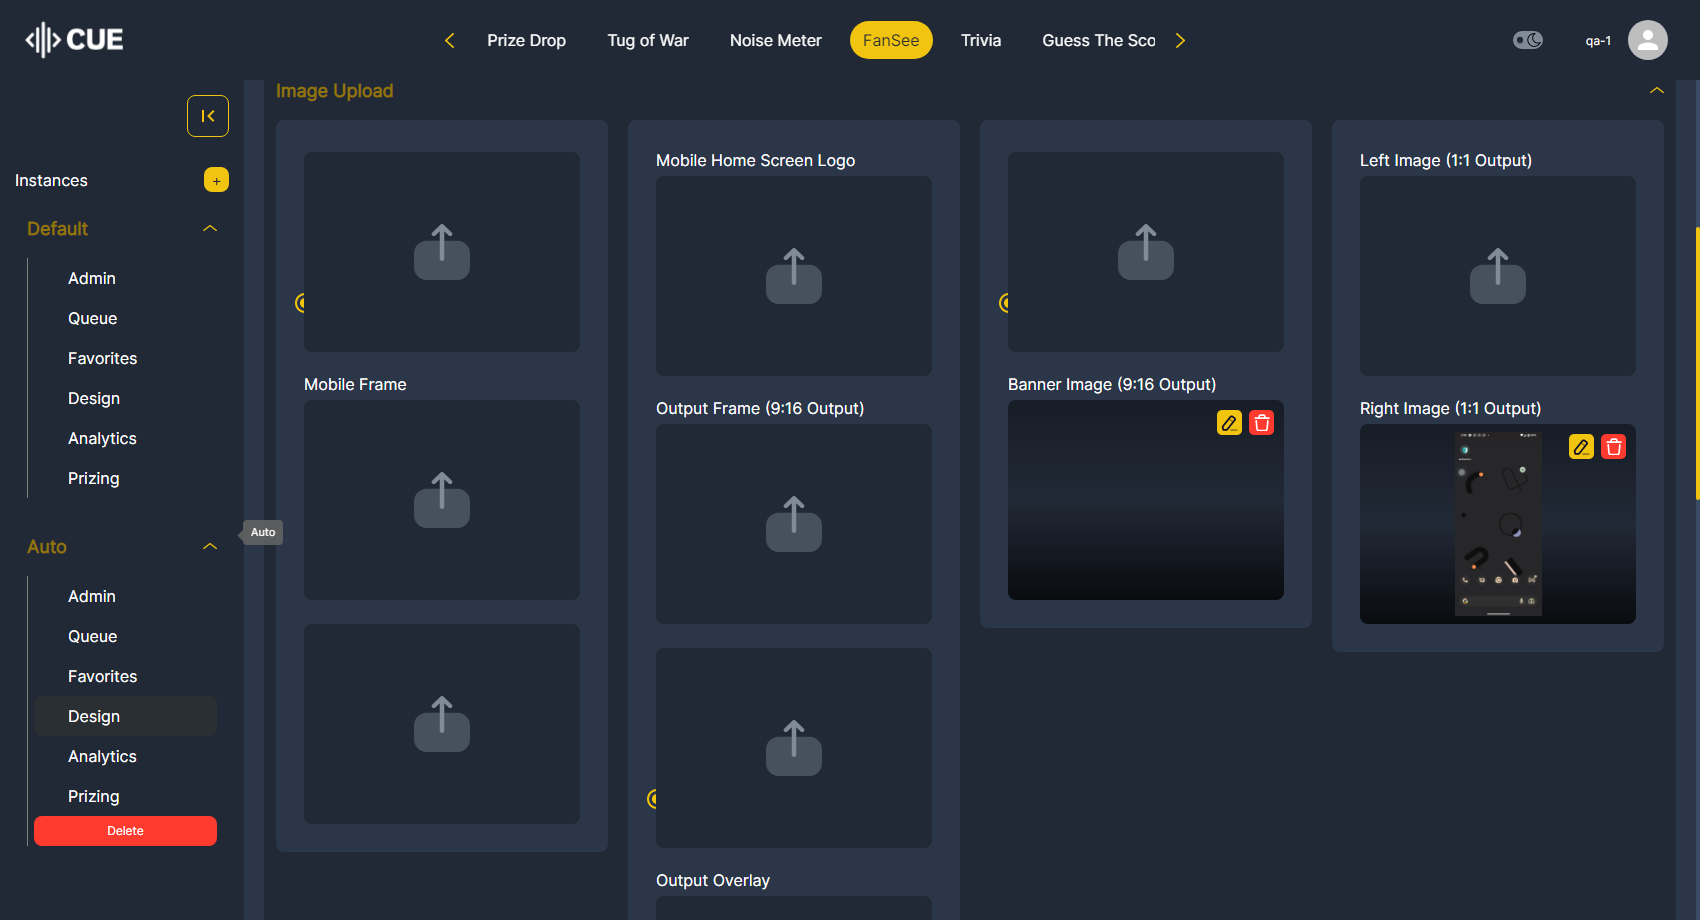 CUE
Prize Drop
Tug of War
Noise Meter
FanSee
Trivia
Guess The Sco
qa-1
Instances
+
Default
Admin
Queue
Favorites
Design
Analytics
Prizing
Auto
Admin
Queue
Favorites
Design
Analytics
Prizing
Delete
Auto
Image Upload
Mobile Frame
Mobile Home Screen Logo
Output Frame (9:16 Output)
Output Overlay
Banner Image (9:16 Output)
Left Image (1:1 Output)
Right Image (1:1 Output)